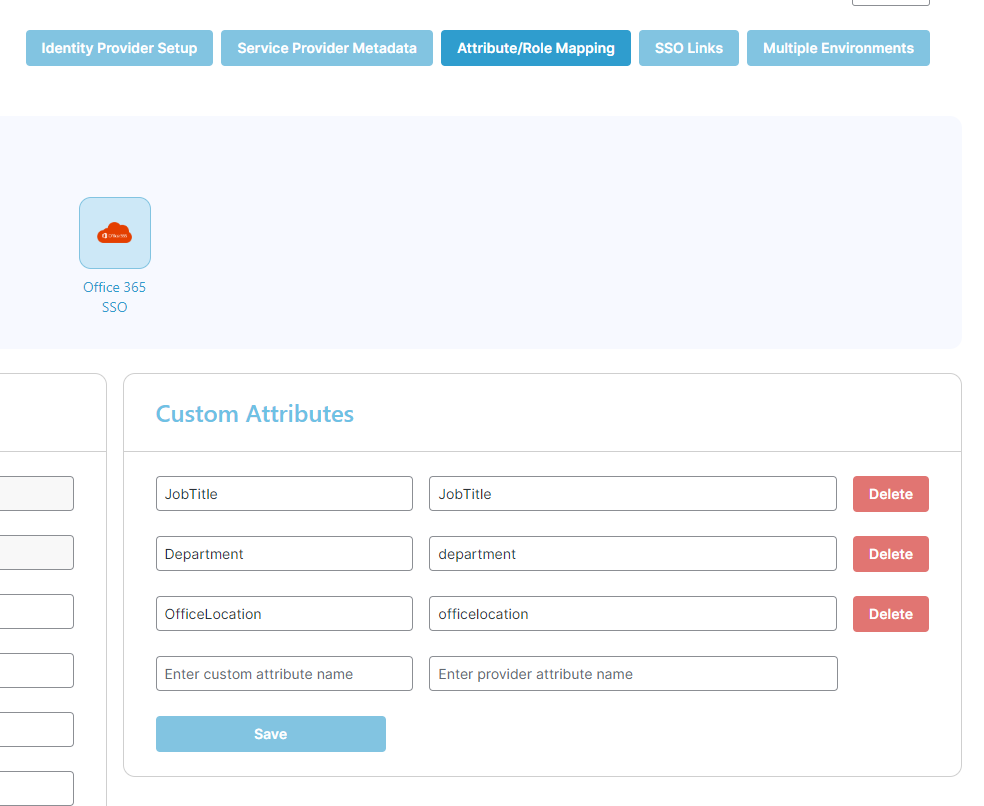 Identity Provider Setup
Service Provider Metadata
Attribute/Role Mapping
SSO Links
Multiple Environments
Office 365
Office 365
SSO
Custom Attributes
JobTitle
JobTitle
Delete
Department
department
Delete
OfficeLocation
officelocation
Delete
Enter custom attribute name
Enter provider attribute name
Save